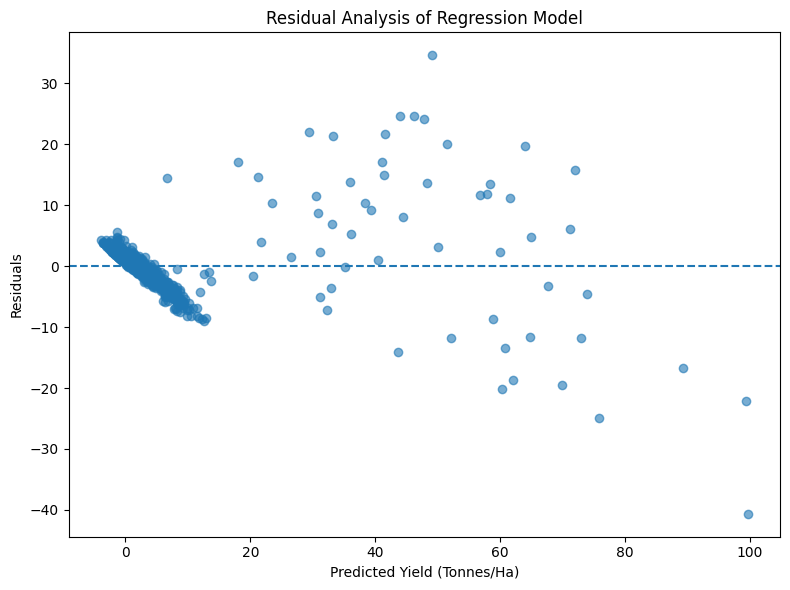 Residual Analysis of Regression Model
Residuals
30
20
10
0
−10
−20
−30
−40
0 20 40 60 80 100
Predicted Yield (Tonnes/Ha)